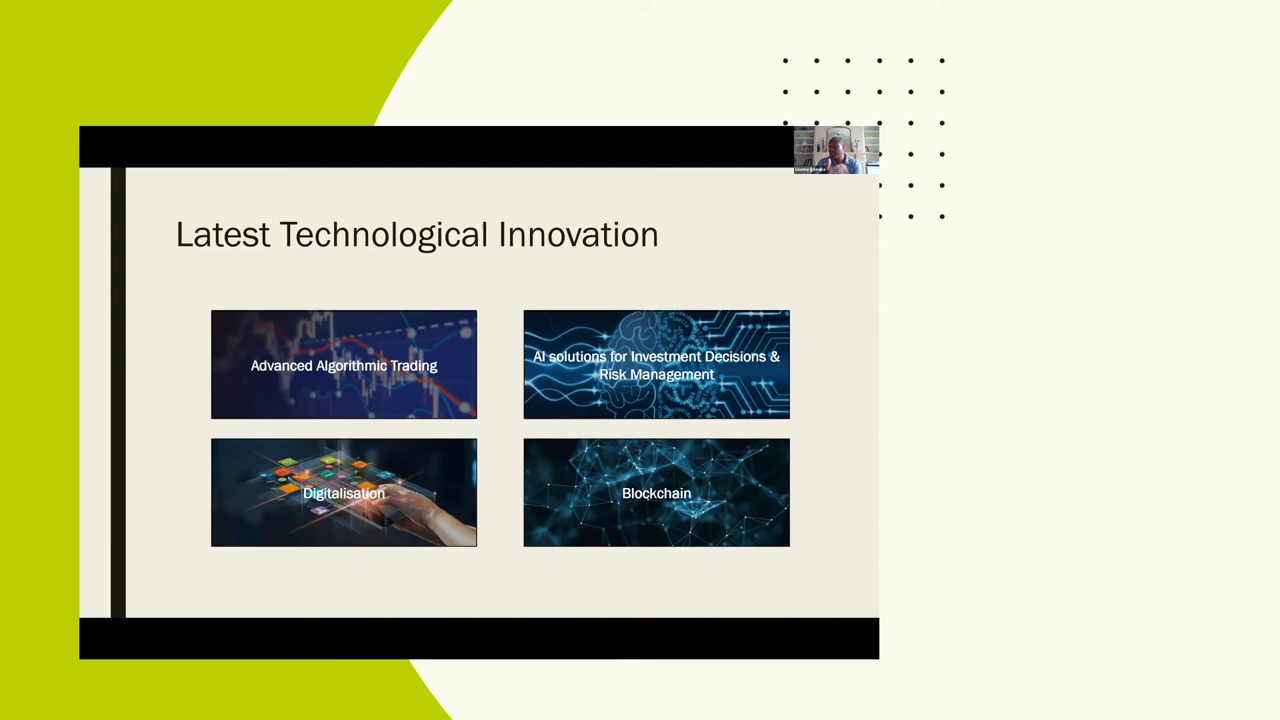 Latest Technological Innovation
Advanced Algorithmic Trading
AI solutions for Investment Decisions &
Risk Management
Digitalisation
Blockchain